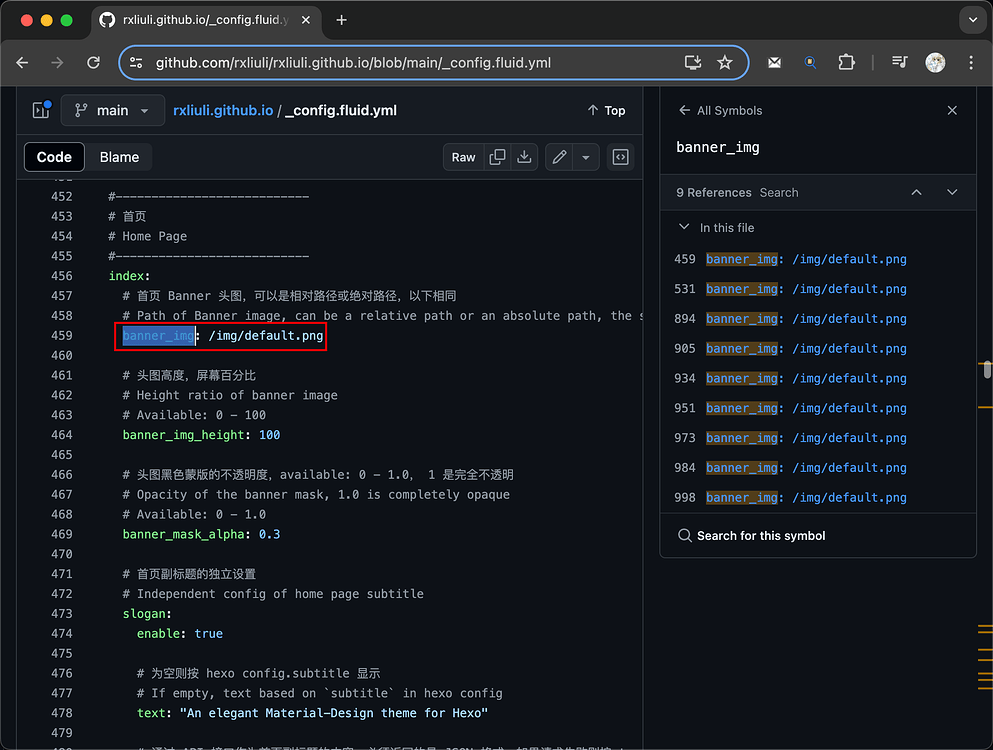 rxliuli.github.io/_config.fluid.y
github.com/rxliuli/rxliuli.github.io/blob/main/_config.fluid.yml
main
rxliuli.github.io / _config.fluid.yml
Top
Code
Blame
Raw
452 #---------------------------
453 # 首页
454 # Home Page
455 #---------------------------
456 index:
457 # 首页 Banner 头图，可以是相对路径或绝对路径，以下相同
458 # Path of Banner image, can be a relative path or an absolute path, the s
459 banner_img: /img/default.png
460
461 # 头图高度，屏幕百分比
462 # Height ratio of banner image
463 # Available: 0 - 100
464 banner_img_height: 100
465
466 # 头图黑色蒙版的不透明度，available: 0 - 1.0， 1 是完全不透明
467 # Opacity of the banner mask, 1.0 is completely opaque
468 # Available: 0 - 1.0
469 banner_mask_alpha: 0.3
470
471 # 首页副标题的独立设置
472 # Independent config of home page subtitle
473 slogan:
474 enable: true
475
476 # 为空则按 hexo config.subtitle 显示
477 # If empty, text based on `subtitle` in hexo config
478 text: "An elegant Material-Design theme for Hexo"
479
All Symbols
banner_img
9 References Search
In this file
459 banner_img: /img/default.png
531 banner_img: /img/default.png
894 banner_img: /img/default.png
905 banner_img: /img/default.png
934 banner_img: /img/default.png
951 banner_img: /img/default.png
973 banner_img: /img/default.png
984 banner_img: /img/default.png
998 banner_img: /img/default.png
Search for this symbol